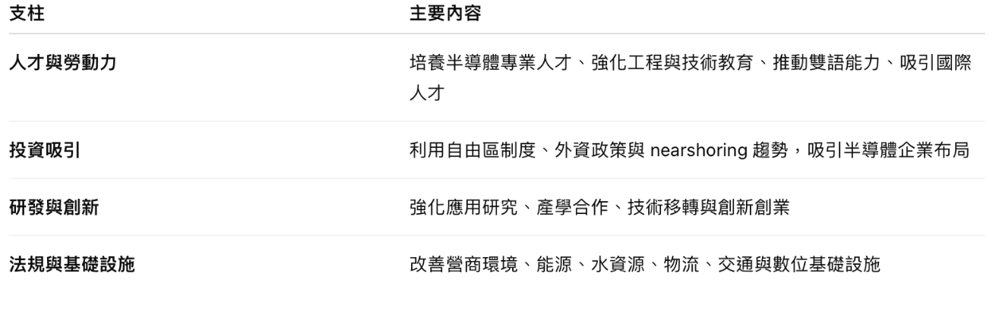 支柱 主要內容
人才與勞動力 培養半導體專業人才、強化工程與技術教育、推動雙語能力、吸引國際
人才
投資吸引 利用自由區制度、外資政策與 nearshoring 趨勢，吸引半導體企業布局
研發與創新 強化應用研究、產學合作、技術移轉與創新創業
法規與基礎設施 改善營商環境、能源、水資源、物流、交通與數位基礎設施